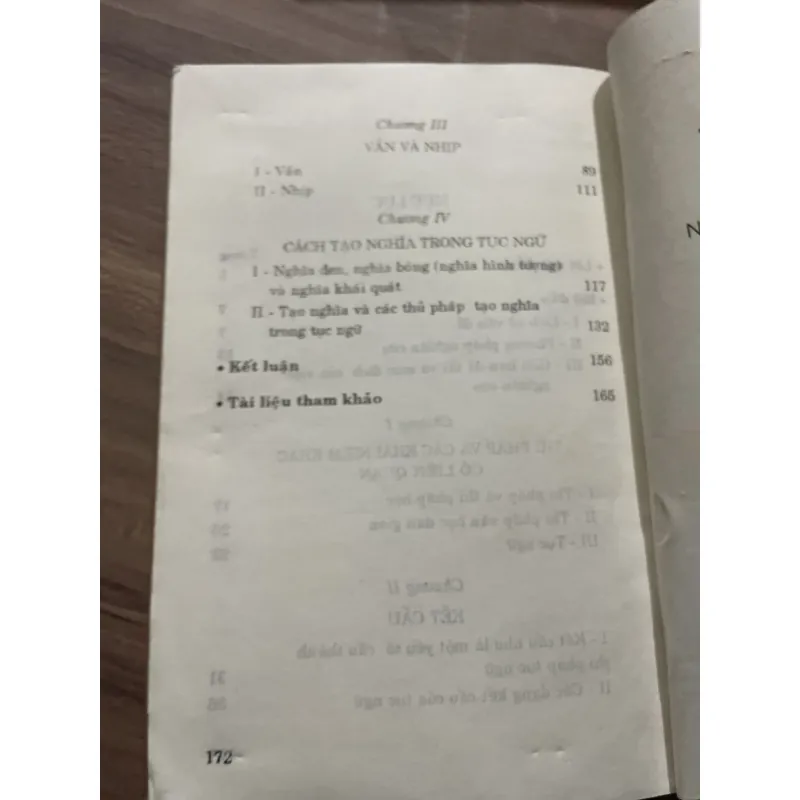 Chương III
VẦN VÀ NHỊP
I - Vần 89
II - Nhịp 111
Chương IV
CÁCH TẠO NGHĨA TRONG TỤC NGỮ
I - Nghĩa đen, nghĩa bóng (nghĩa hình tượng)
và nghĩa khái quát 117
II - Tạo nghĩa và các thủ pháp tạo nghĩa
trong tục ngữ 132
• Kết luận 156
• Tài liệu tham khảo 165
172
N